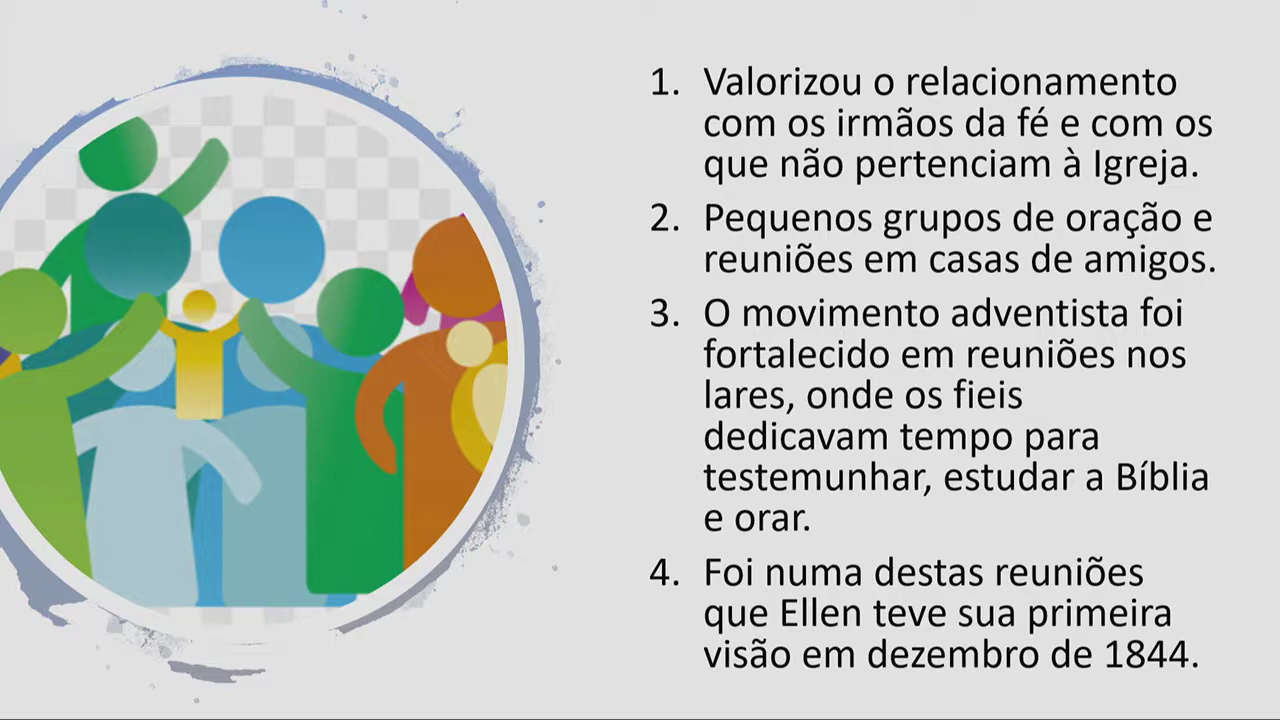 1. Valorizou o relacionamento
com os irmãos da fé e com os
que não pertenciam à Igreja.
2. Pequenos grupos de oração e
reuniões em casas de amigos.
3. O movimento adventista foi
fortalecido em reuniões nos
lares, onde os fieis
dedicavam tempo para
testemunhar, estudar a Bíblia
e orar.
4. Foi numa destas reuniões
que Ellen teve sua primeira
visão em dezembro de 1844.